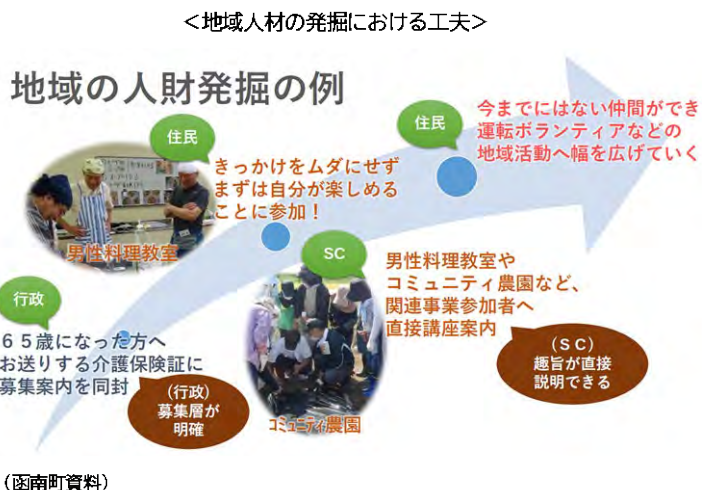 ＜地域人材の発掘における工夫＞
地域の人財発掘の例
住民
今までにはない仲間ができ
運転ボランティアなどの
地域活動へ幅を広げていく
住民
きっかけをムダにせず
まずは自分が楽しめる
ことに参加！
男性料理教室
SC
男性料理教室や
コミュニティ農園など、
関連事業参加者へ
直接講座案内
行政
６５歳になった方へ
お送りする介護保険証に
募集案内を同封
（行政）
募集層が
明確
コミュニティ農園
（ＳＣ）
趣旨が直接
説明できる
（函南町資料）